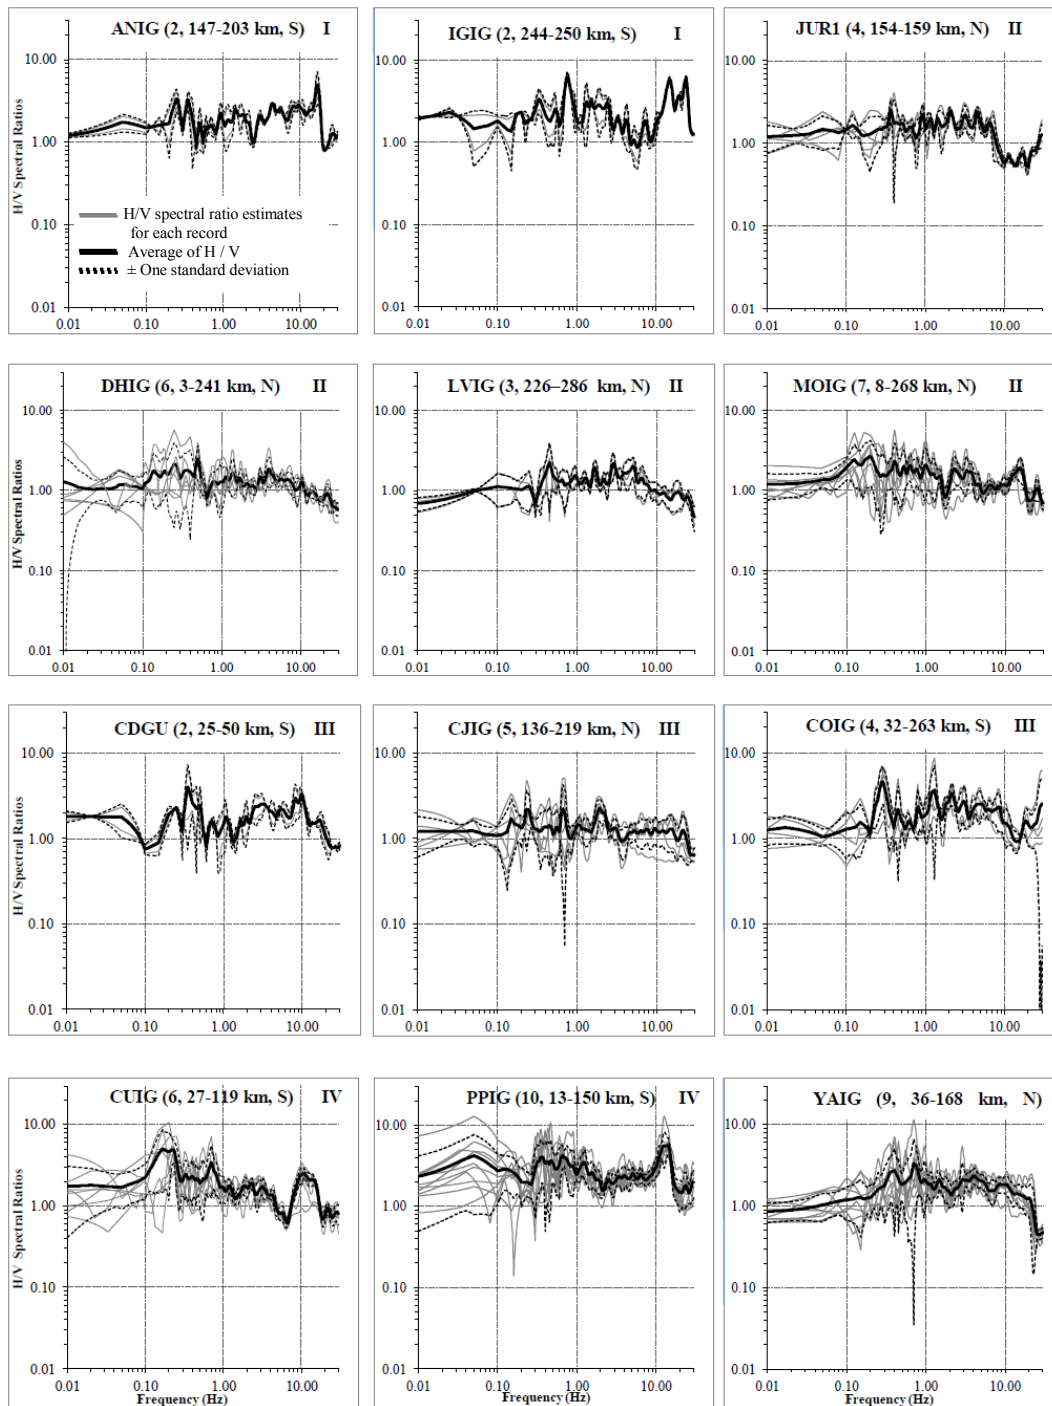 ANIG (2, 147-203 km, S) I
10.00
1.00
0.10
0.01
H/V Spectral Ratios
H/V spectral ratio estimates
for each record
Average of H / V
± One standard deviation
0.01 0.10 1.00 10.00
IGIG (2, 244-250 km, S) I
10.00
1.00
0.10
0.01
0.01 0.10 1.00 10.00
JUR1 (4, 154-159 km, N) II
10.00
1.00
0.10
0.01
0.01 0.10 1.00 10.00
DHIG (6, 3-241 km, N) II
10.00
1.00
0.10
0.01
H/V Spectral Ratios
0.01 0.10 1.00 10.00
LVIG (3, 226–286 km, N) II
10.00
1.00
0.10
0.01
0.01 0.10 1.00 10.00
MOIG (7, 8-268 km, N) II
10.00
1.00
0.10
0.01
0.01 0.10 1.00 10.00
CDGU (2, 25-50 km, S) III
10.00
1.00
0.10
0.01
H/V Spectral Ratios
0.01 0.10 1.00 10.00
CJIG (5, 136-219 km, N) III
10.00
1.00
0.10
0.01
0.01 0.10 1.00 10.00
COIG (4, 32-263 km, S) III
10.00
1.00
0.10
0.01
0.01 0.10 1.00 10.00
CUIG (6, 27-119 km, S) IV
10.00
1.00
0.10
0.01
H/V Spectral Ratios
0.01 0.10 1.00 10.00
Frequency (Hz)
PPIG (10, 13-150 km, S) IV
10.00
1.00
0.10
0.01
0.01 0.10 1.00 10.00
Frequency (Hz)
YAIG (9, 36-168 km, N)
10.00
1.00
0.10
0.01
0.01 0.10 1.00 10.00
Frequency (Hz)